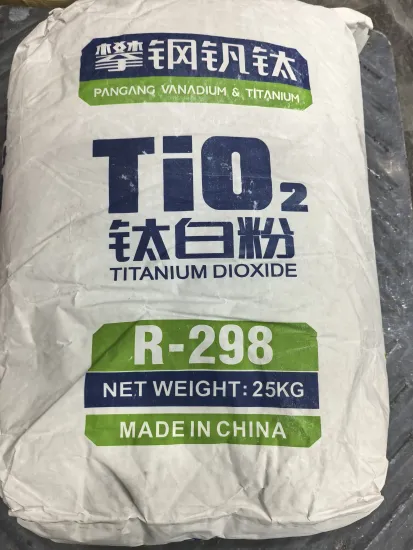 攀钢钒钛
PANGANG VANADIUM & TITANIUM
TiO2
钛白粉
TITANIUM DIOXIDE
R-298
NET WEIGHT: 25KG
MADE IN CHINA